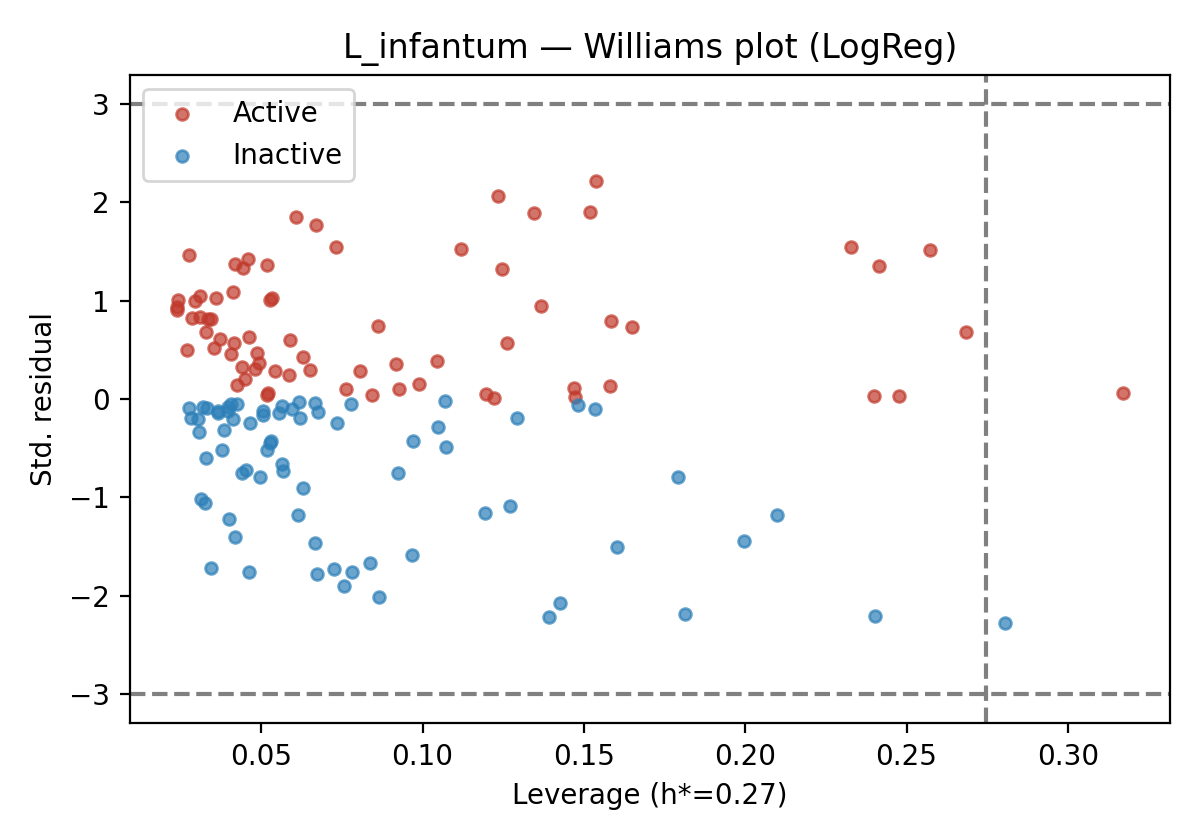 L_infantum — Williams plot (LogReg)
Active
Inactive
Std. residual
3
2
1
0
−1
−2
−3
0.05 0.10 0.15 0.20 0.25 0.30
Leverage (h*=0.27)